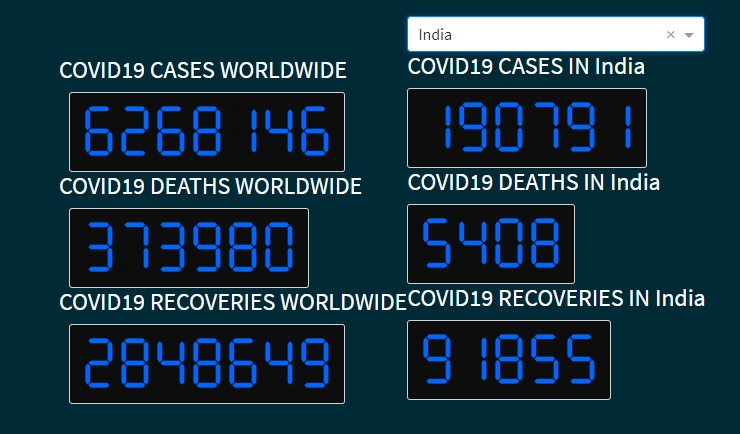 India
COVID19 CASES WORLDWIDE
6268146
COVID19 DEATHS WORLDWIDE
373980
COVID19 RECOVERIES WORLDWIDE
2848649
COVID19 CASES IN India
190791
COVID19 DEATHS IN India
5408
COVID19 RECOVERIES IN India
91855